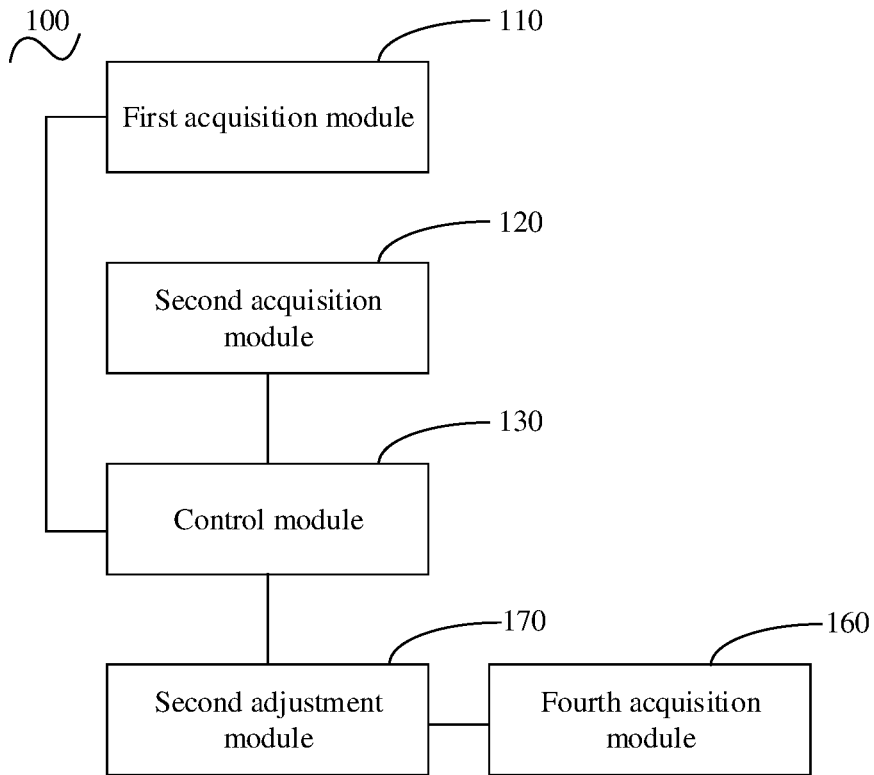 100
110
First acquisition module
120
Second acquisition
module
130
Control module
170
160
Second adjustment
module
Fourth acquisition
module